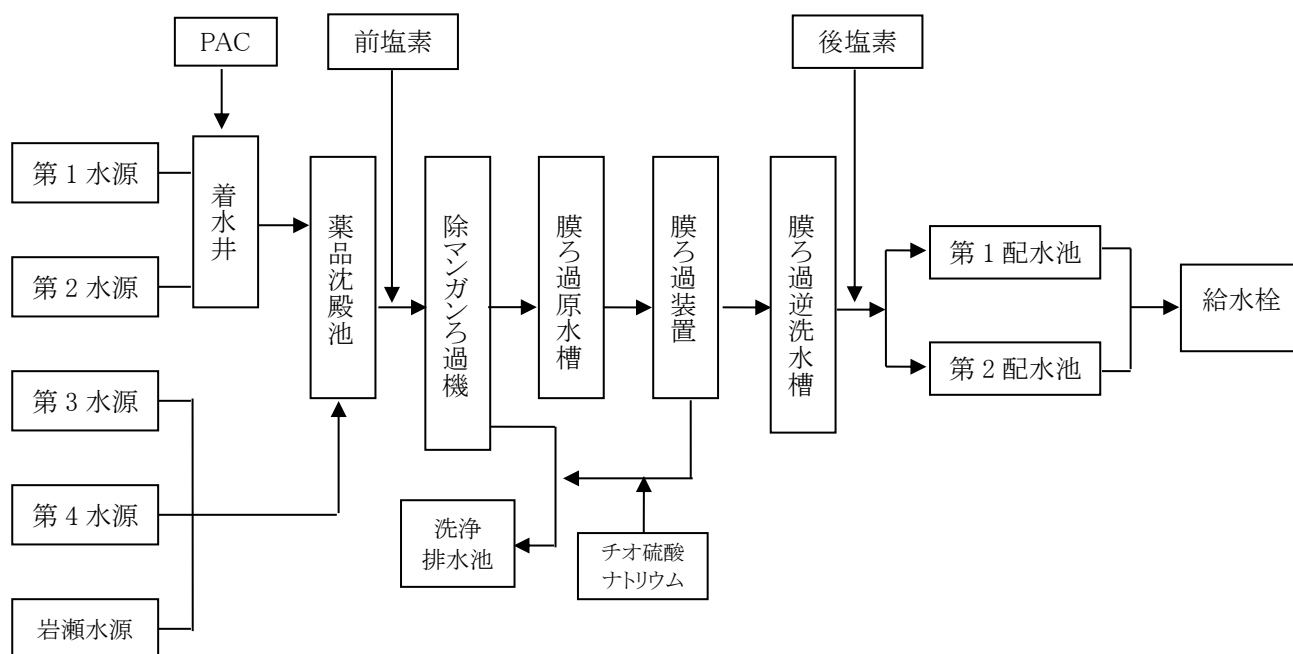 PAC
前塩素
後塩素
第1水源
第2水源
第3水源
第4水源
岩瀬水源
着水井
薬品沈殿池
除マンガンろ過機
膜ろ過原水槽
膜ろ過装置
膜ろ過逆洗水槽
第1配水池
第2配水池
給水栓
洗浄
排水池
チオ硫酸
ナトリウム